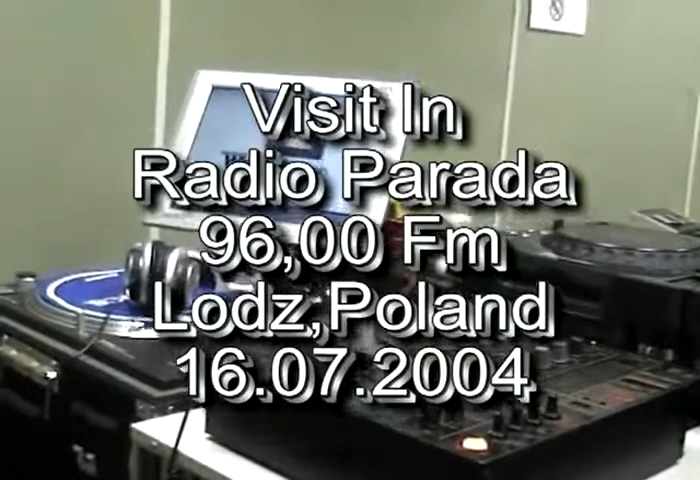 Visit In
Radio Parada
96,00 Fm
Lodz,Poland
16.07.2004